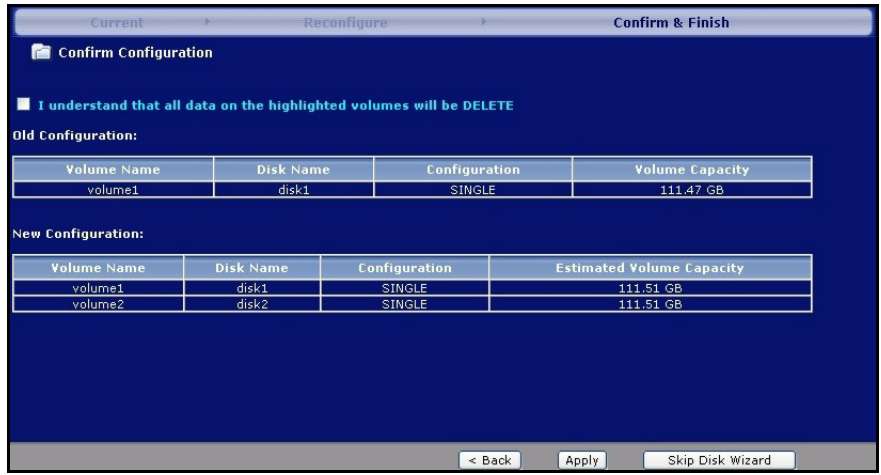 Current Reconfigure Confirm & Finish
Confirm Configuration
I understand that all data on the highlighted volumes will be DELETE
Old Configuration:
Volume Name Disk Name Configuration Volume Capacity
volume1 disk1 SINGLE 111.47 GB
New Configuration:
Volume Name Disk Name Configuration Estimated Volume Capacity
volume1 disk1 SINGLE 111.51 GB
volume2 disk2 SINGLE 111.51 GB
< Back Apply Skip Disk Wizard